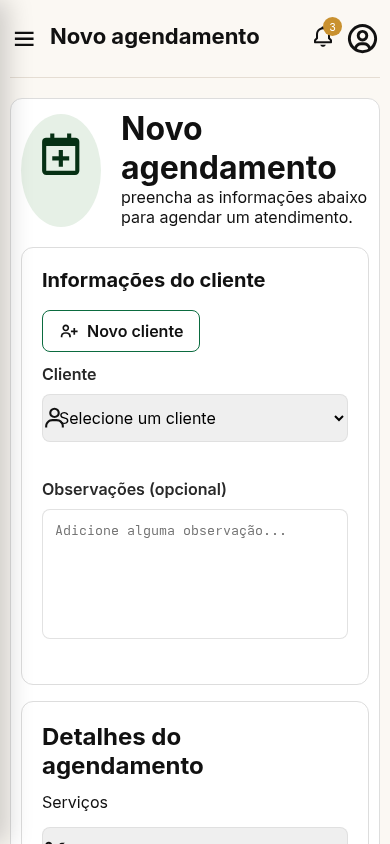 Novo agendamento
3
Novo
agendamento
preencha as informações abaixo
para agendar um atendimento.
Informações do cliente
Novo cliente
Cliente
Selecione um cliente
Observações (opcional)
Adicione alguma observação...
Detalhes do
agendamento
Serviços